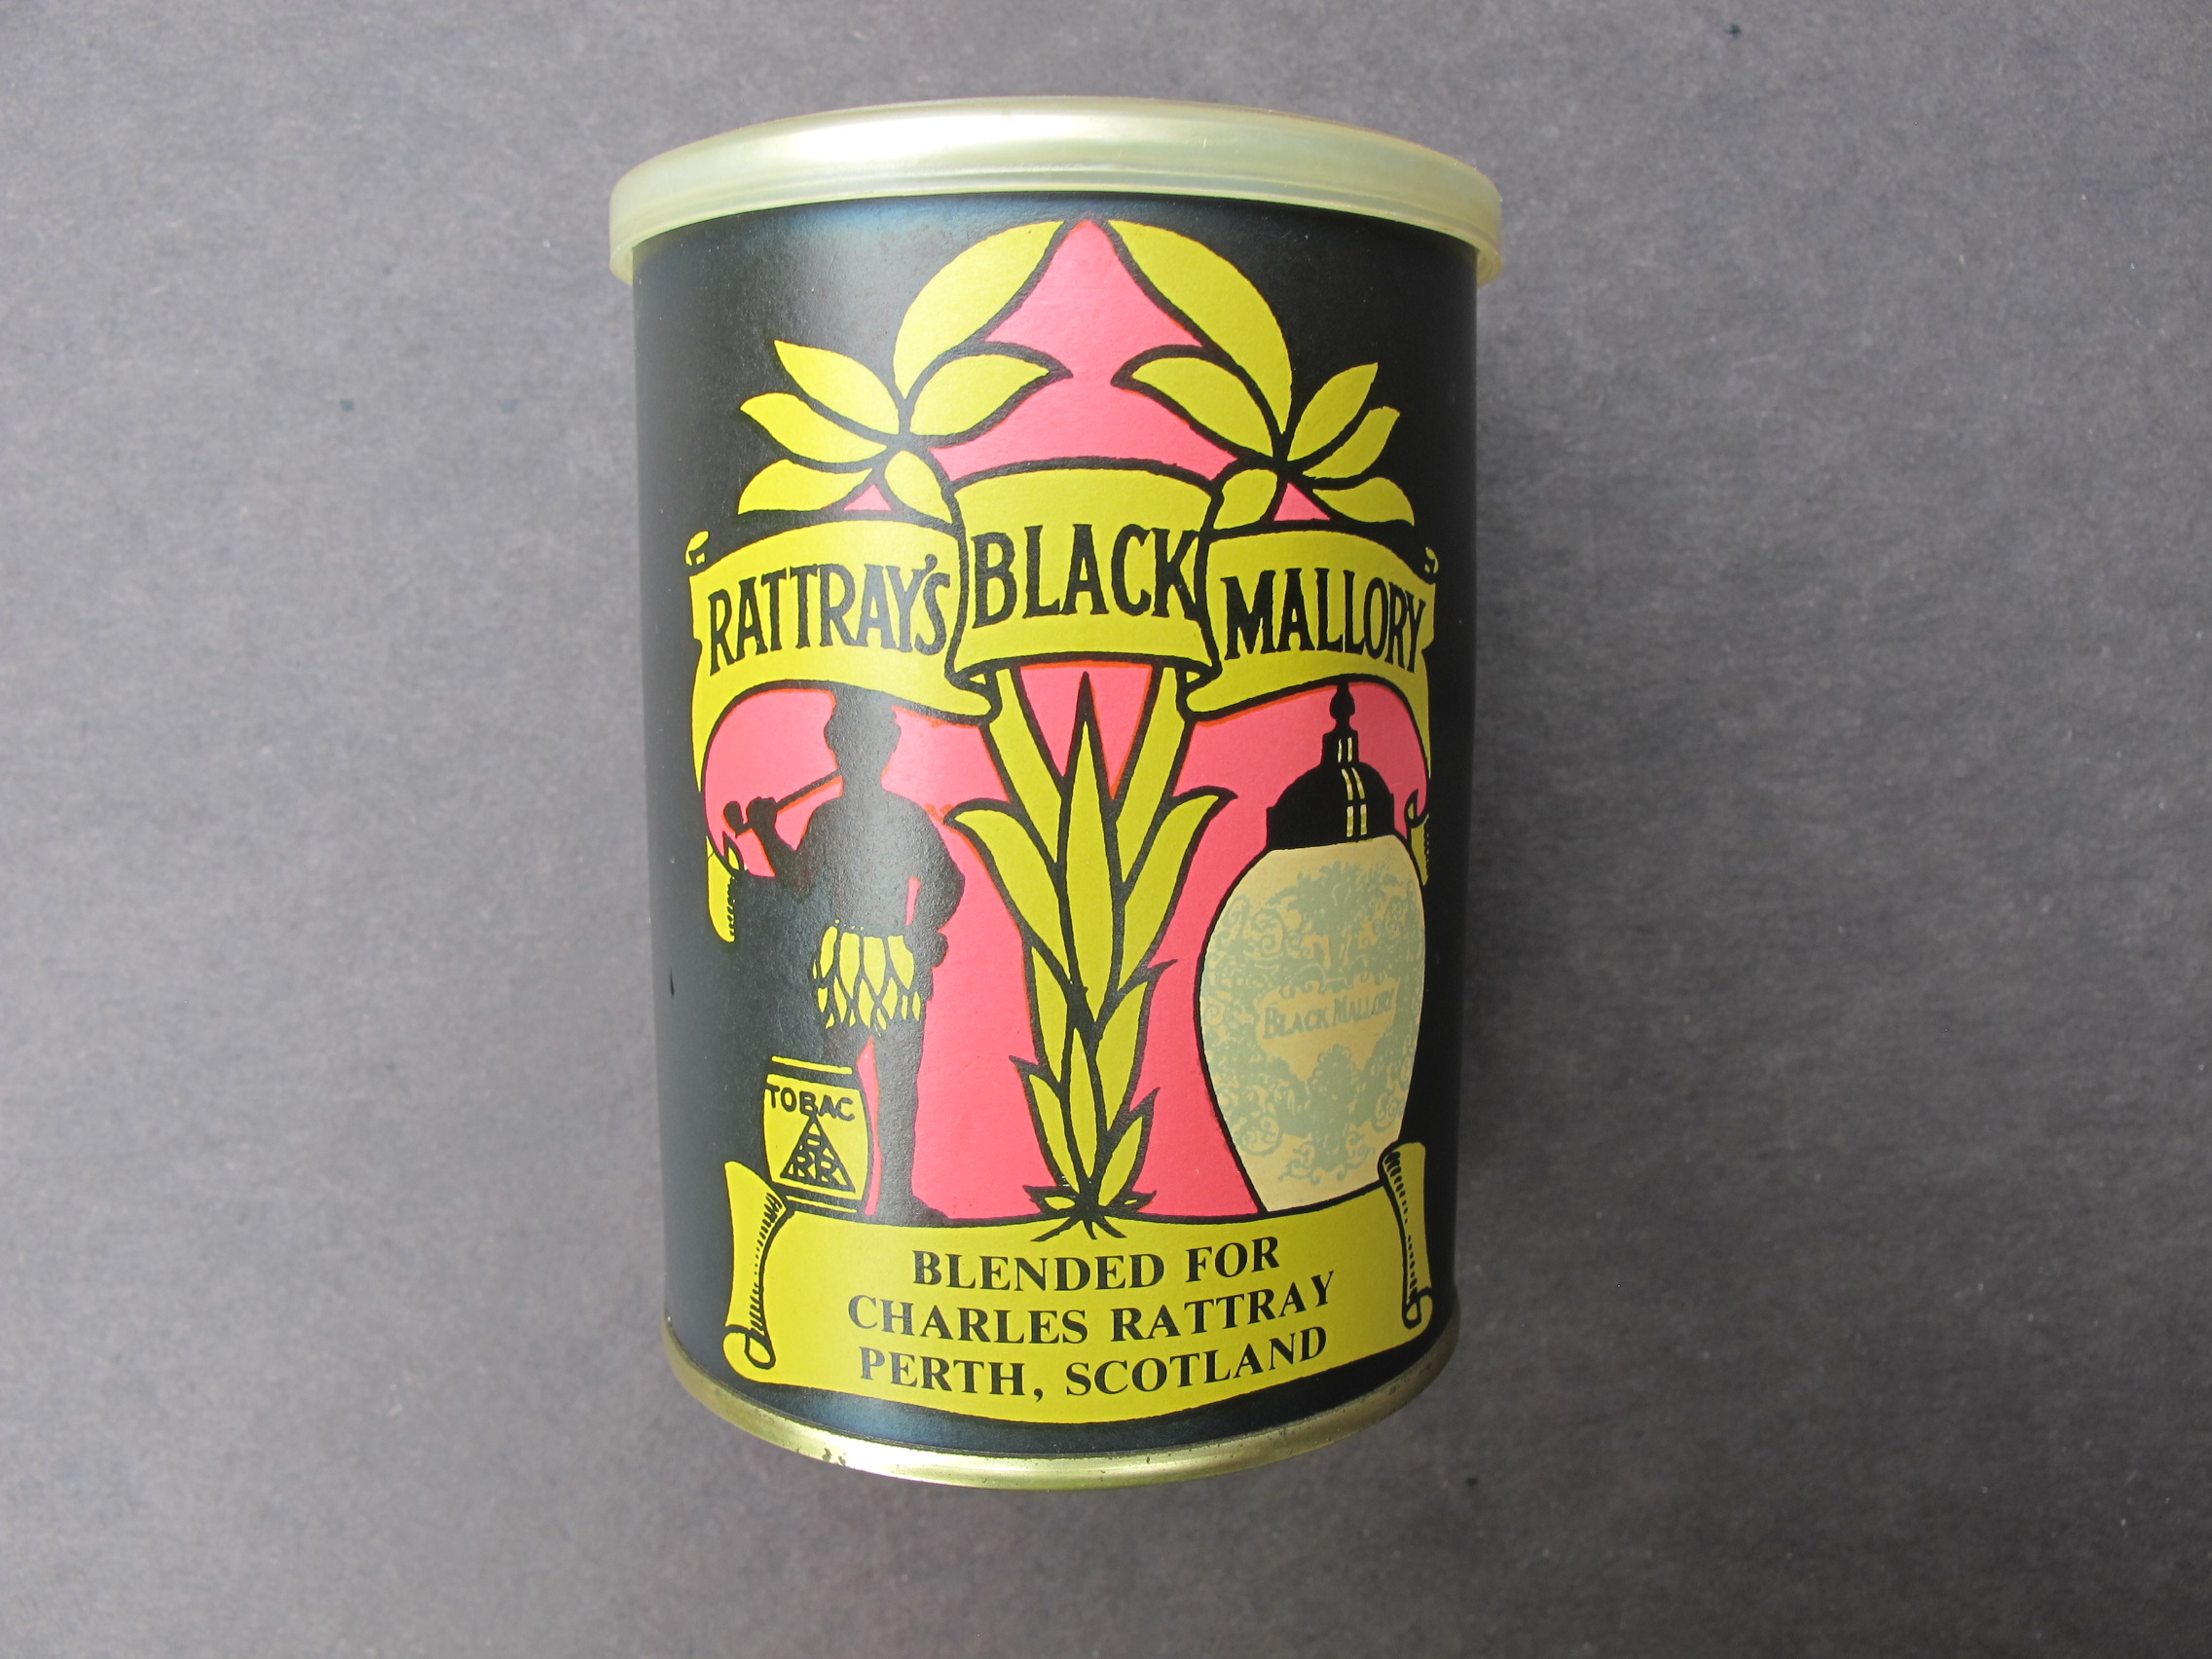 RATTRAY'S BLACK MALLORY
BLACK MALLORY
TOBAC
BLENDED FOR
CHARLES RATTRAY
PERTH, SCOTLAND